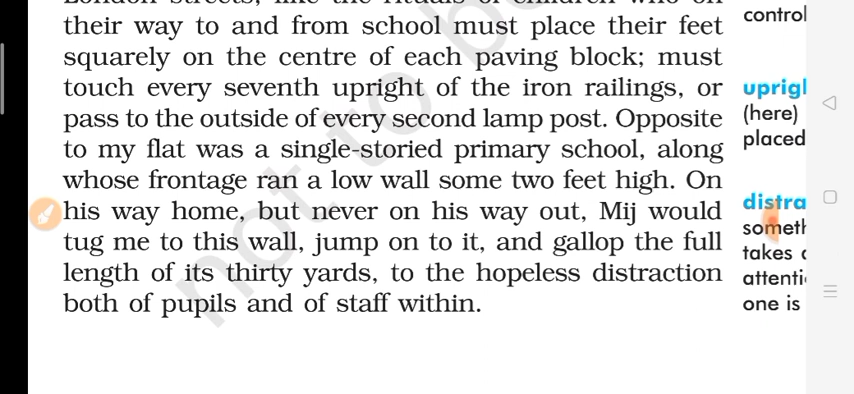 their way to and from school must place their feet
squarely on the centre of each paving block; must
touch every seventh upright of the iron railings, or
pass to the outside of every second lamp post. Opposite
to my flat was a single-storied primary school, along
whose frontage ran a low wall some two feet high. On
his way home, but never on his way out, Mij would
tug me to this wall, jump on to it, and gallop the full
length of its thirty yards, to the hopeless distraction
both of pupils and of staff within.
control
(here)
placed
takes
one is
not to be